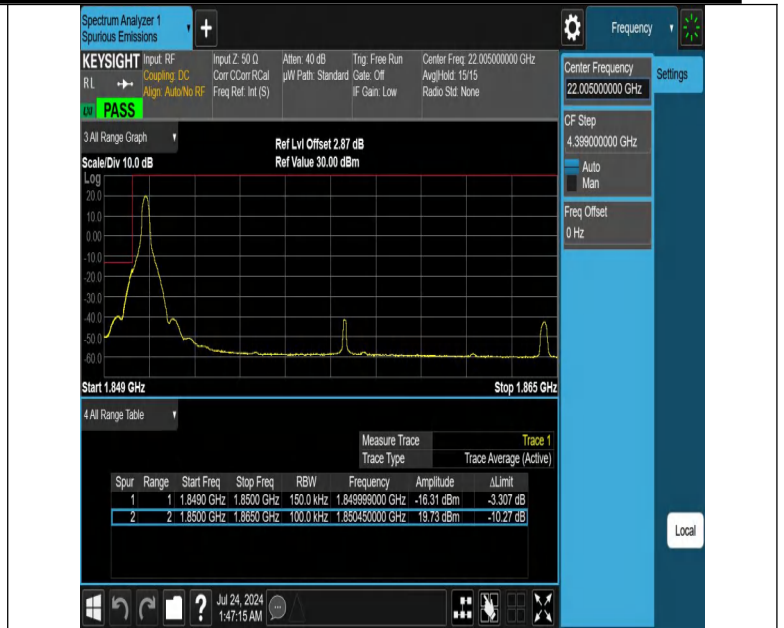 Spectrum Analyzer 1
Spurious Emissions
+
Frequency
KEYSIGHT Input: RF Input Z: 50 Ω Atten: 40 dB Trig: Free Run Center Freq: 22.005000000 GHz
RL Coupling: DC Corr CCorr RCal µW Path: Standard Gate: Off Avg|Hold: 15/15
Align: Auto/No RF Freq Ref: Int (S) IF Gain: Low Radio Std: None
PASS
Center Frequency
22.005000000 GHz
Settings
CF Step
4.399000000 GHz
Auto
Man
Freq Offset
0 Hz
3 All Range Graph
Ref Lvl Offset 2.87 dB
Scale/Div 10.0 dB Ref Value 30.00 dBm
Log
20.0
10.0
0.00
-10.0
-20.0
-30.0
-40.0
-50.0
-60.0
Start 1.849 GHz Stop 1.865 GHz
4 All Range Table
Measure Trace Trace 1
Trace Type Trace Average (Active)
Spur Range Start Freq Stop Freq RBW Frequency Amplitude ΔLimit
1 1 1.8490 GHz 1.8500 GHz 150.0 kHz 1.849999000 GHz -16.31 dBm -3.307 dB
2 2 1.8500 GHz 1.8650 GHz 100.0 kHz 1.850450000 GHz 19.73 dBm -10.27 dB
Local
? Jul 24, 2024
1:47:15 AM